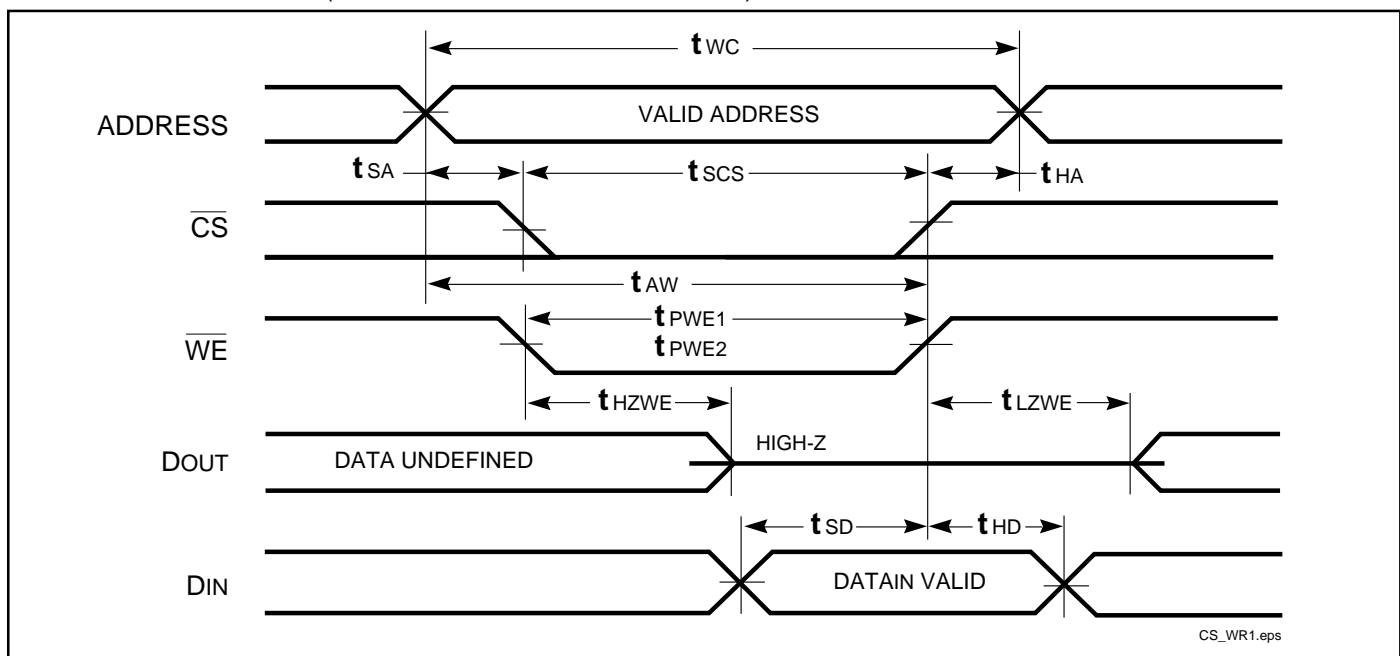 tWC
ADDRESS
VALID ADDRESS
tSA
tSCS
tHA
CS
tAW
WE
tPWE1
tPWE2
tHZWE
tLZWE
DOUT
DATA UNDEFINED
HIGH-Z
tSD
tHD
DIN
DATAIN VALID
CS_WR1.eps